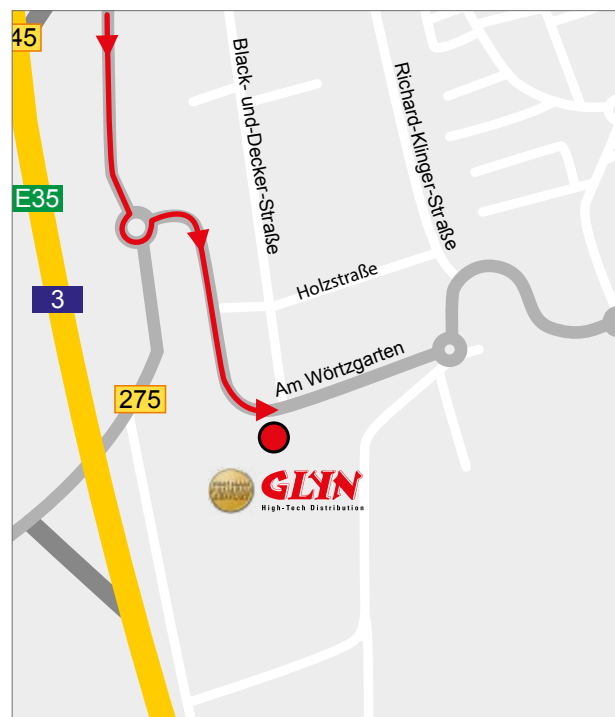 45
Black- und-Decker-Straße
Richard-Klinger-Straße
E35
Holzstraße
3
Am Wörtzgarten
275
GLYN
High-Tech Distribution